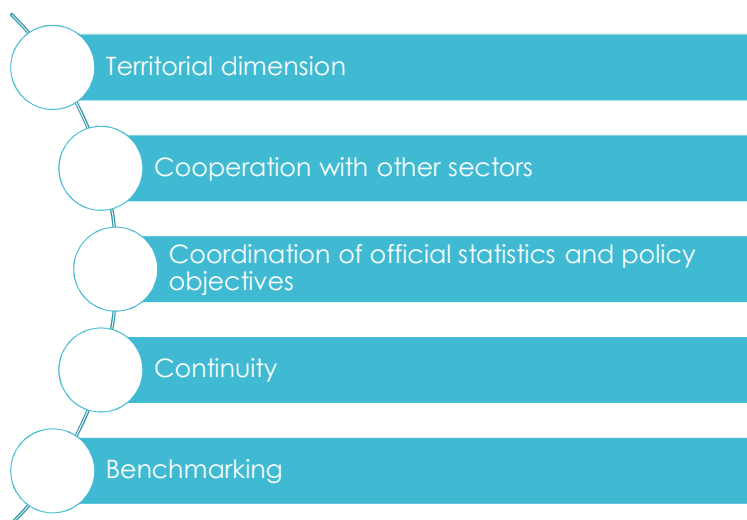 Territorial dimension
Cooperation with other sectors
Coordination of official statistics and policy
objectives
Continuity
Benchmarking